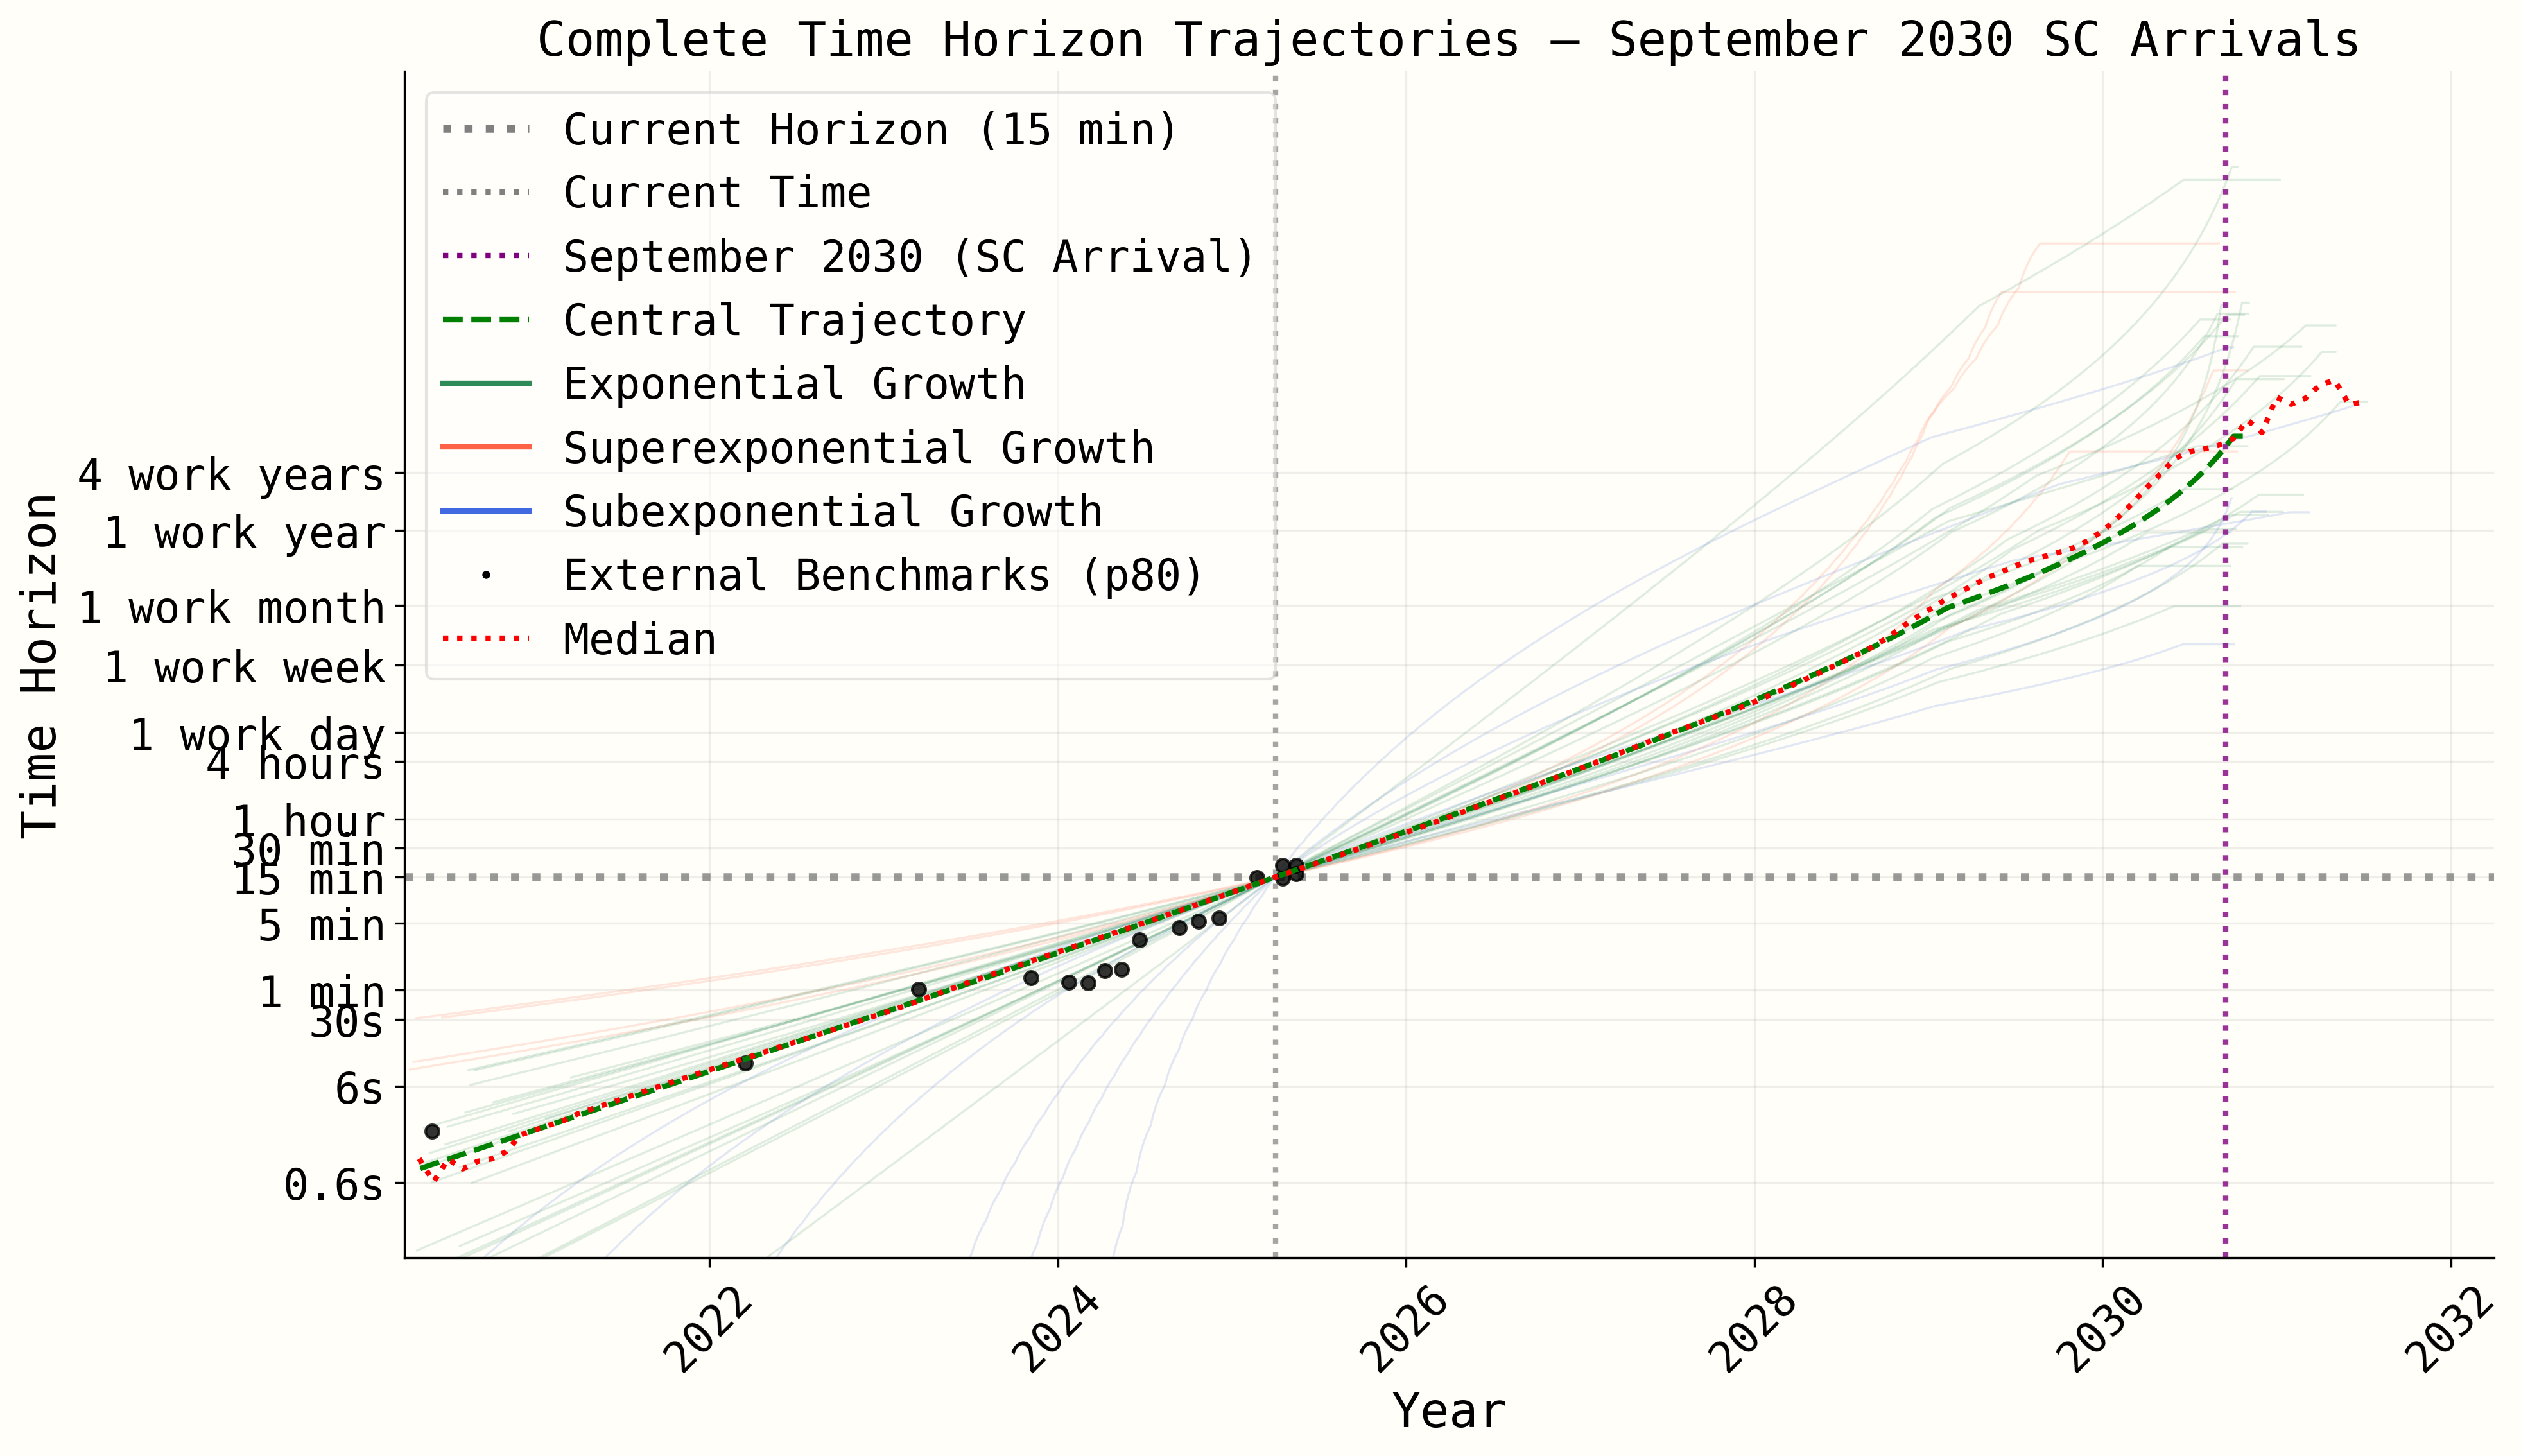 Complete Time Horizon Trajectories — September 2030 SC Arrivals
Current Horizon (15 min)
Current Time
September 2030 (SC Arrival)
Central Trajectory
Exponential Growth
Superexponential Growth
Subexponential Growth
External Benchmarks (p80)
Median
Time Horizon
4 work years
1 work year
1 work month
1 work week
1 work day
4 hours
1 hour
30 min
15 min
5 min
1 min
30s
6s
0.6s
2022
2024
2026
2028
2030
2032
Year